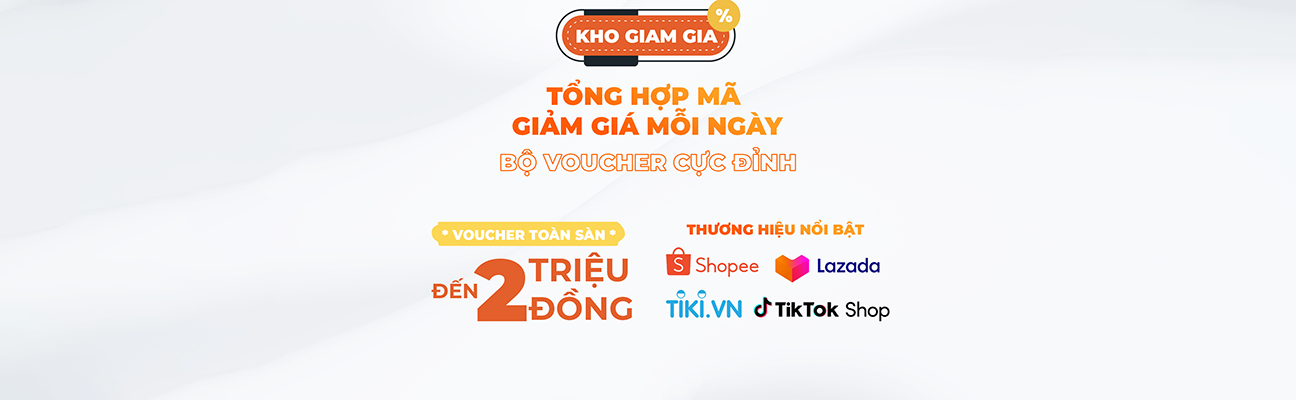 %
KHO GIAM GIA
TỔNG HỢP MÃ
GIẢM GIÁ MỖI NGÀY
BỘ VOUCHER CỰC ĐỈNH
* VOUCHER TOÀN SÀN *
ĐẾN 2 TRIỆU
ĐỒNG
THƯƠNG HIỆU NỔI BẬT
S Shopee
Lazada
TIKI.VN
TikTok Shop